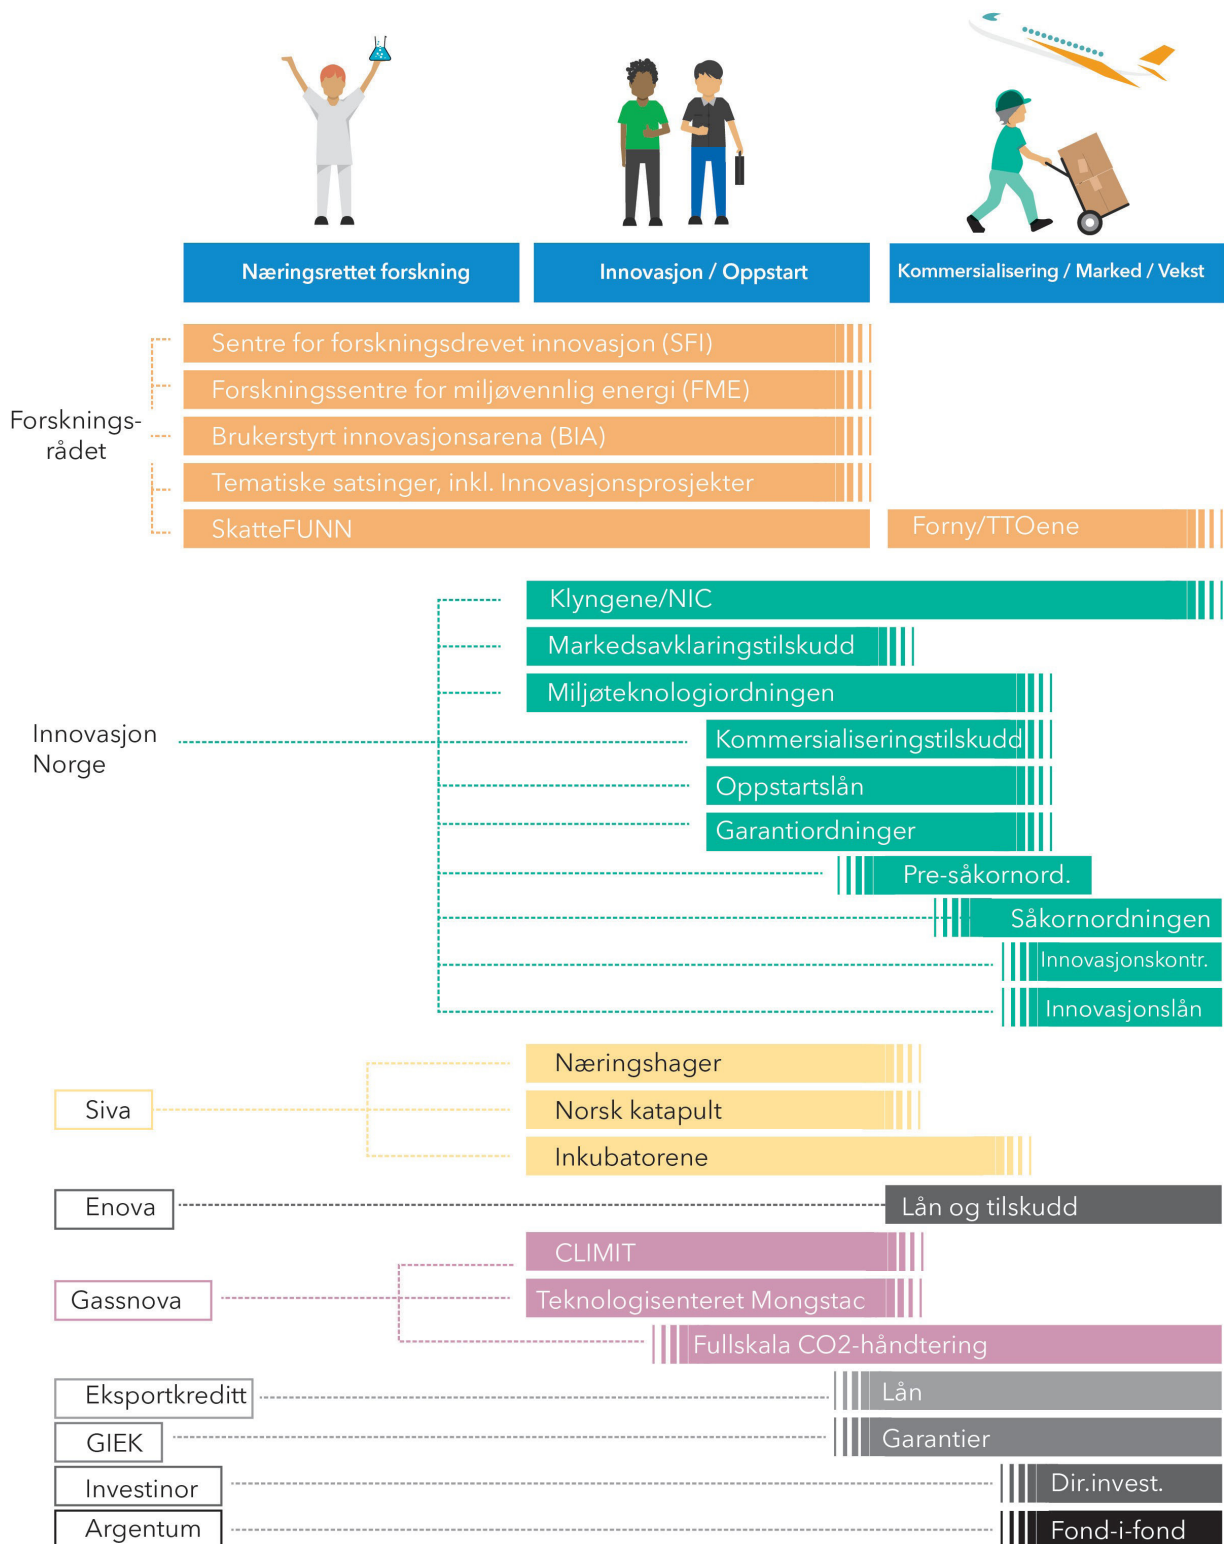 Næringsrettet forskning
Innovasjon / Oppstart
Kommersialisering / Marked / Vekst
Forsknings-
rådet
Sentre for forskningsdrevet innovasjon (SFI)
Forskningssentre for miljøvennlig energi (FME)
Brukerstyrt innovasjonsarena (BIA)
Tematiske satsinger, inkl. Innovasjonsprosjekter
SkatteFUNN
Forny/TTOene
Innovasjon
Norge
Klyngene/NIC
Markedsavklaringstilskudd
Miljøteknologiordningen
Kommersialiseringstilskudd
Oppstartslån
Garantiordninger
Pre-såkornord.
Såkornordningen
Innovasjonskontr.
Innovasjonslån
Siva
Næringshager
Norsk katapult
Inkubatorene
Enova
Lån og tilskudd
Gassnova
CLIMIT
Teknologisenteret Mongstac
Fullskala CO2-håndtering
Eksportkreditt
Lån
GIEK
Garantier
Investinor
Dir.invest.
Argentum
Fond-i-fond